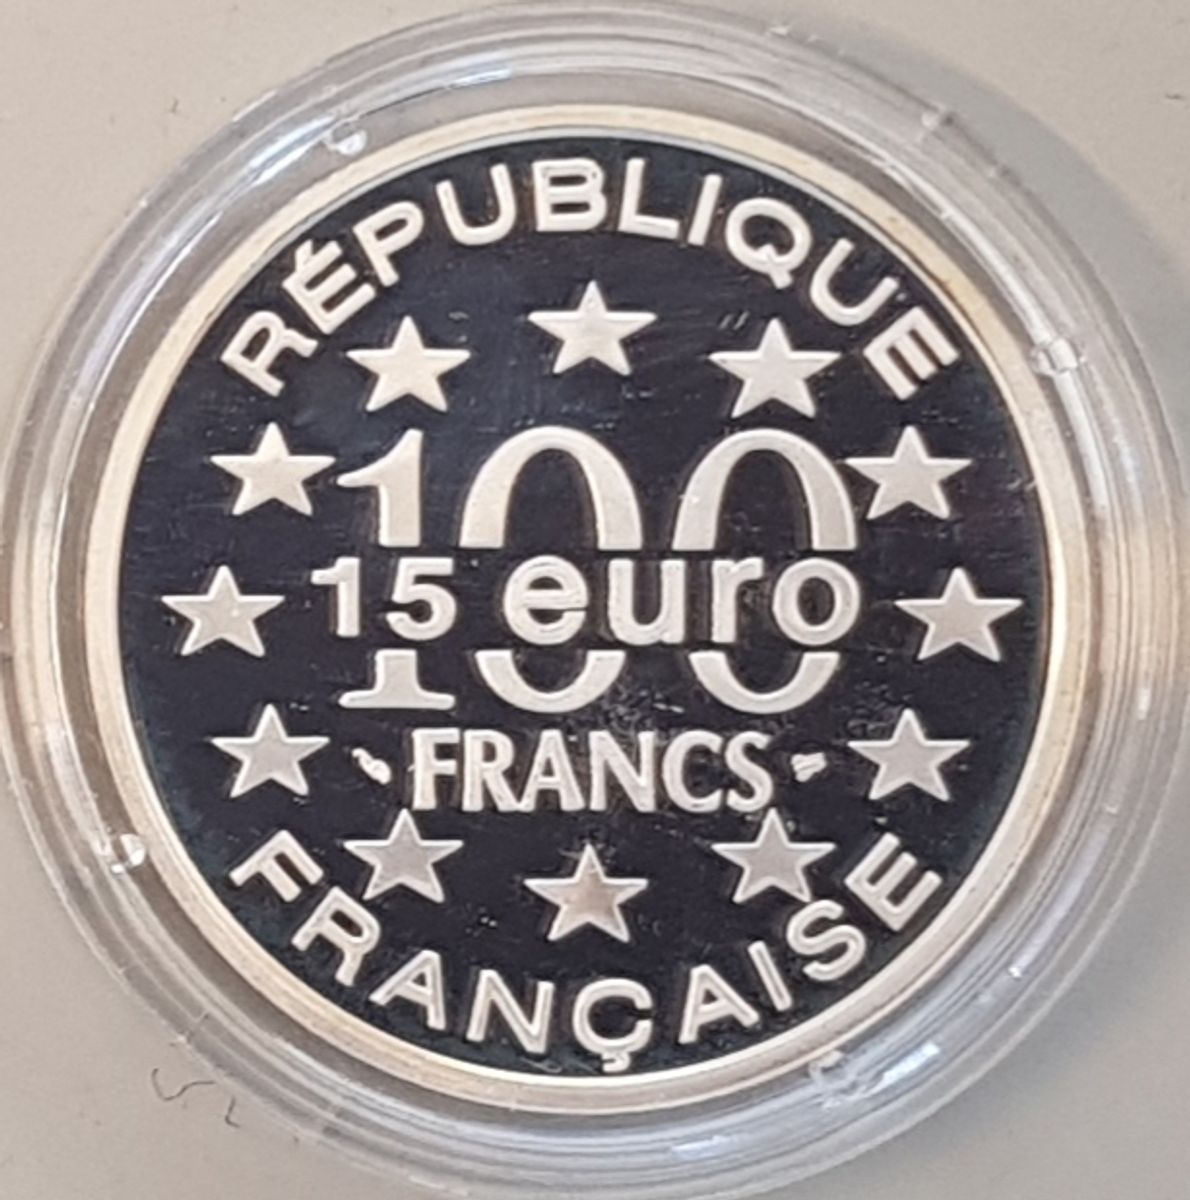 RÉPUBLIQUE
100
15 euro
FRANCS
FRANÇAISE